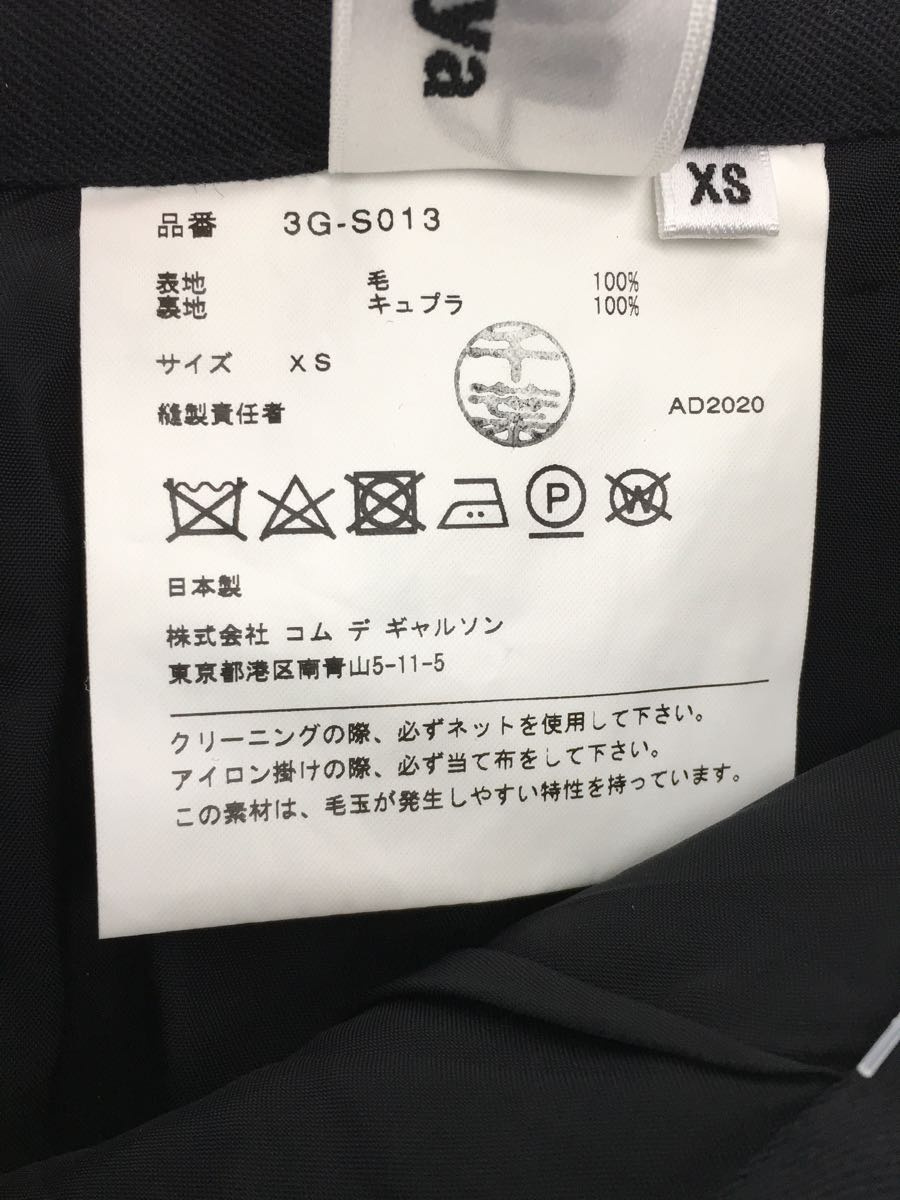 ya
XS
品番 3G-S013
表地 毛 100%
裏地 キュプラ 100%
サイズ XS
縫製責任者
AD2020
P
W
日本製
株式会社 コム デ ギャルソン
東京都港区南青山5-11-5
クリーニングの際、必ずネットを使用して下さい。
アイロン掛けの際、必ず当て布をして下さい。
この素材は、毛玉が発生しやすい特性を持っています。